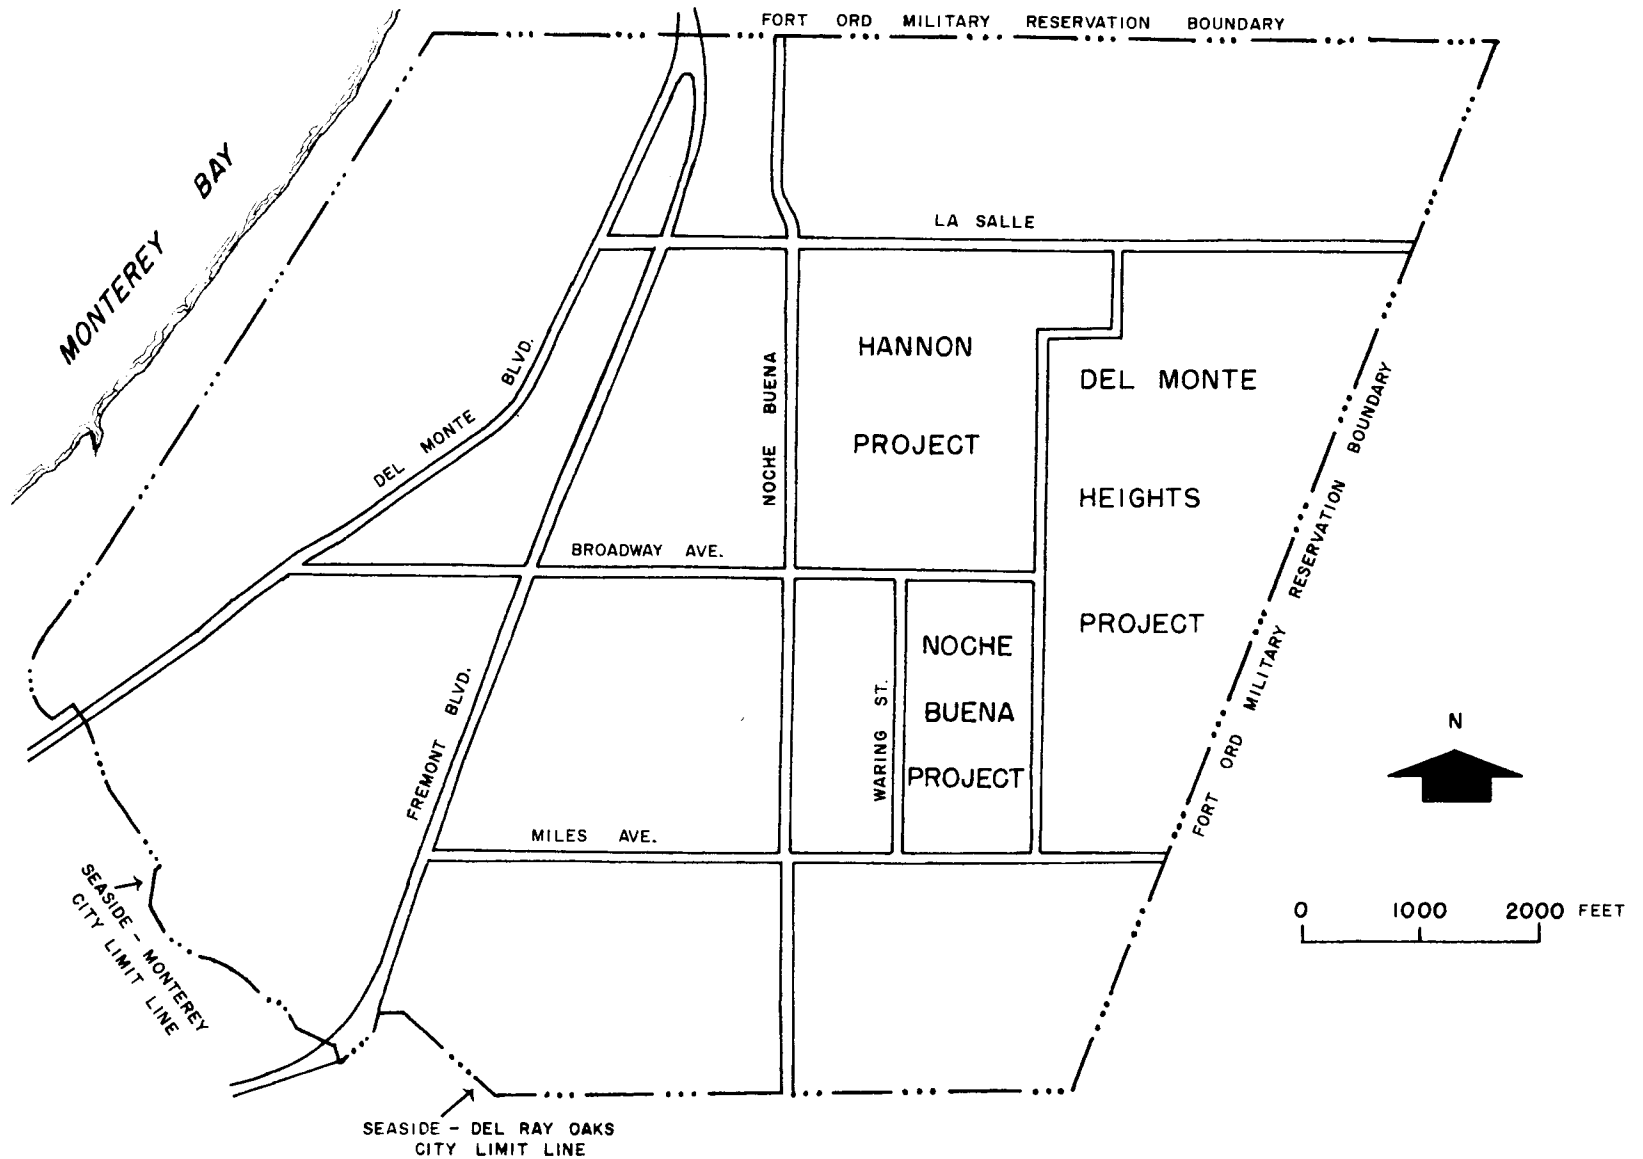 FORT ORD MILITARY RESERVATION BOUNDARY
MONTEREY BAY
LA SALLE
HANNON
PROJECT
DEL MONTE
HEIGHTS
PROJECT
NOCHE BUENA
DEL MONTE BLVD.
BROADWAY AVE.
FORT ORD MILITARY RESERVATION BOUNDARY
NOCHE
BUENA
PROJECT
WARING ST.
FREMONT BLVD.
MILES AVE.
N
0 1000 2000 FEET
SEASIDE - MONTEREY
CITY LIMIT LINE
SEASIDE - DEL RAY OAKS
CITY LIMIT LINE